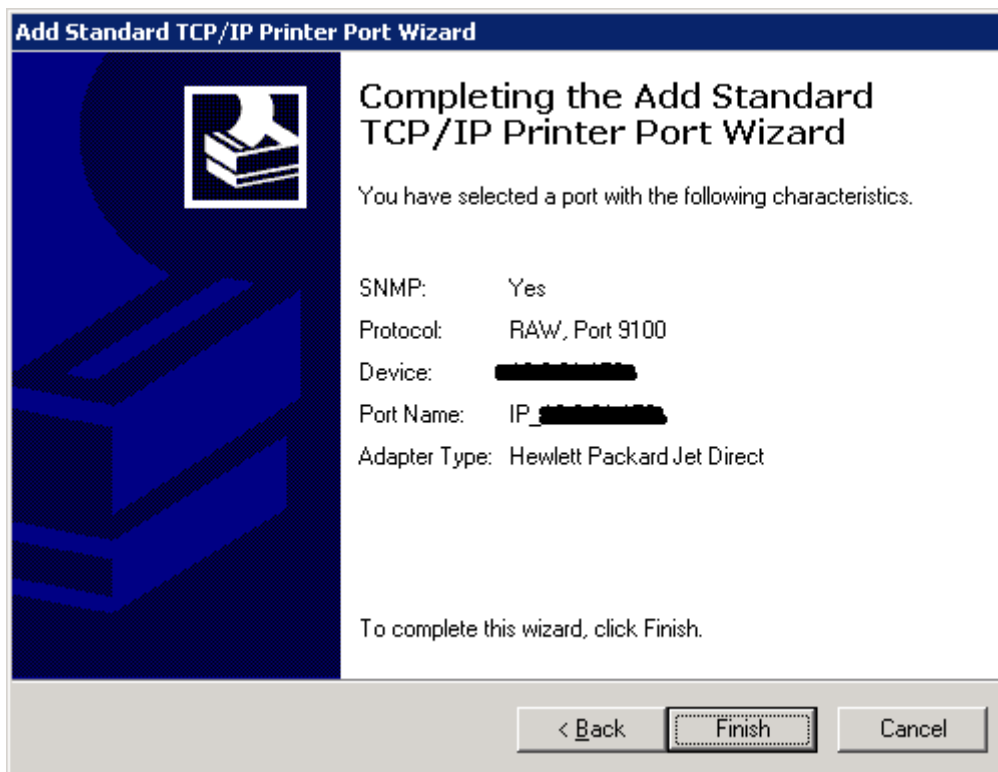 Add Standard TCP/IP Printer Port Wizard
Completing the Add Standard
TCP/IP Printer Port Wizard
You have selected a port with the following characteristics.
SNMP: Yes
Protocol: RAW, Port 9100
Device:
Port Name: IP_
Adapter Type: Hewlett Packard Jet Direct
To complete this wizard, click Finish.
< Back Finish Cancel